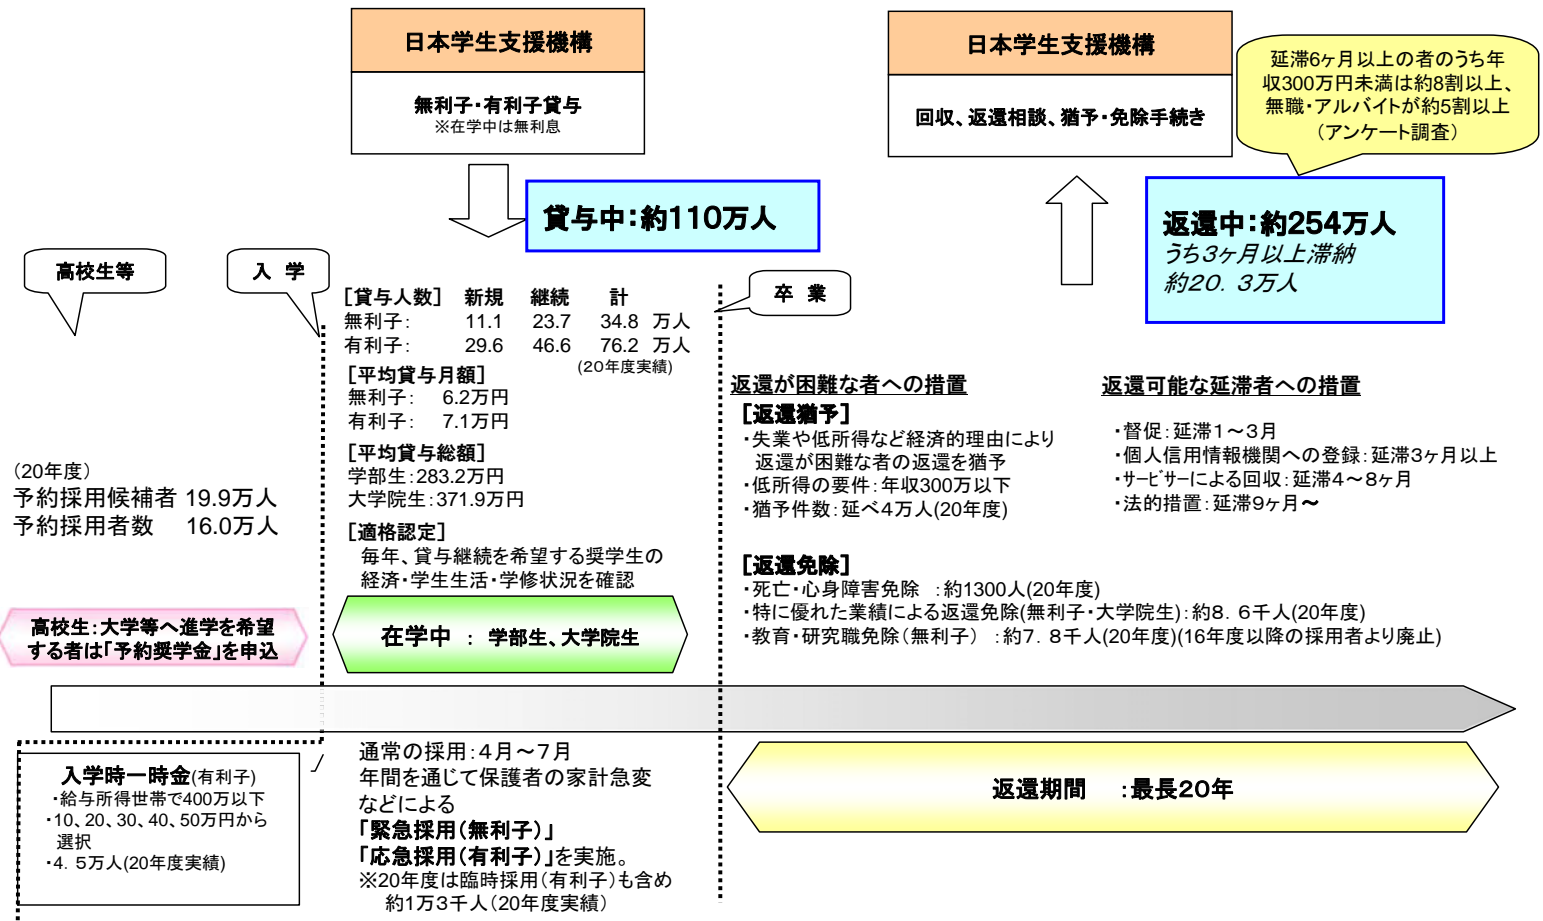 日本学生支援機構
無利子・有利子貸与
※在学中は無利息
日本学生支援機構
回収、返還相談、猶予・免除手続き
延滞6ヶ月以上の者のうち年
収300万円未満は約8割以上、
無職・アルバイトが約5割以上
（アンケート調査）
貸与中：約110万人
返還中：約254万人
うち3ヶ月以上滞納
約20．3万人
高校生等
入　学
卒　業
［貸与人数］　新規　継続　計
無利子：　11.1　23.7　34.8　万人
有利子：　29.6　46.6　76.2　万人
(20年度実績)
［平均貸与月額］
無利子：　6.2万円
有利子：　7.1万円
［平均貸与総額］
学部生：283.2万円
大学院生：371.9万円
［適格認定］
毎年、貸与継続を希望する奨学生の
経済・学生生活・学修状況を確認
（20年度）
予約採用候補者 19.9万人
予約採用者数　16.0万人
返還が困難な者への措置
［返還猶予］
・失業や低所得など経済的理由により
返還が困難な者の返還を猶予
・低所得の要件：年収300万以下
・猶予件数：延べ4万人(20年度)
返還可能な延滞者への措置
・督促：延滞1～3月
・個人信用情報機関への登録：延滞3ヶ月以上
・ｻｰﾋﾞｻｰによる回収：延滞4～8ヶ月
・法的措置：延滞9ヶ月～
［返還免除］
・死亡・心身障害免除　：約1300人(20年度)
・特に優れた業績による返還免除(無利子・大学院生)：約8．6千人(20年度)
・教育・研究職免除（無利子）　：約7．8千人(20年度)(16年度以降の採用者より廃止)
高校生：大学等へ進学を希望
する者は「予約奨学金」を申込
在学中　：　学部生、大学院生
入学時一時金(有利子)
・給与所得世帯で400万以下
・10、20、30、40、50万円から
選択
・4．5万人(20年度実績)
通常の採用：4月～7月
年間を通じて保護者の家計急変
などによる
「緊急採用（無利子）」
「応急採用（有利子）」を実施。
※20年度は臨時採用（有利子）も含め
約1万3千人（20年度実績）
返還期間　：最長20年